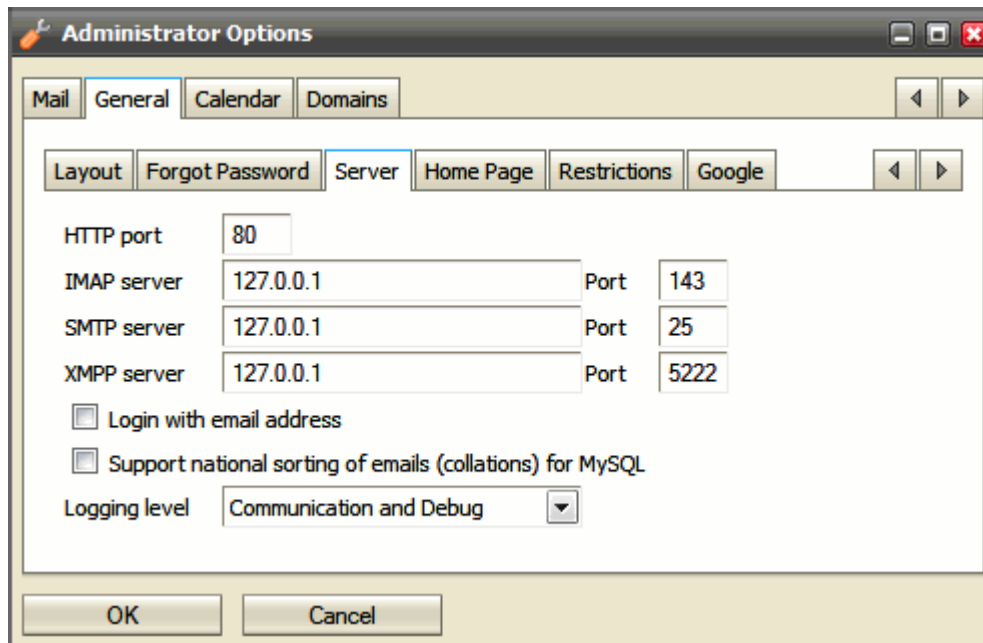 Administrator Options
Mail General Calendar Domains
Layout Forgot Password Server Home Page Restrictions Google
HTTP port 80
IMAP server 127.0.0.1 Port 143
SMTP server 127.0.0.1 Port 25
XMPP server 127.0.0.1 Port 5222
Login with email address
Support national sorting of emails (collations) for MySQL
Logging level Communication and Debug
OK Cancel